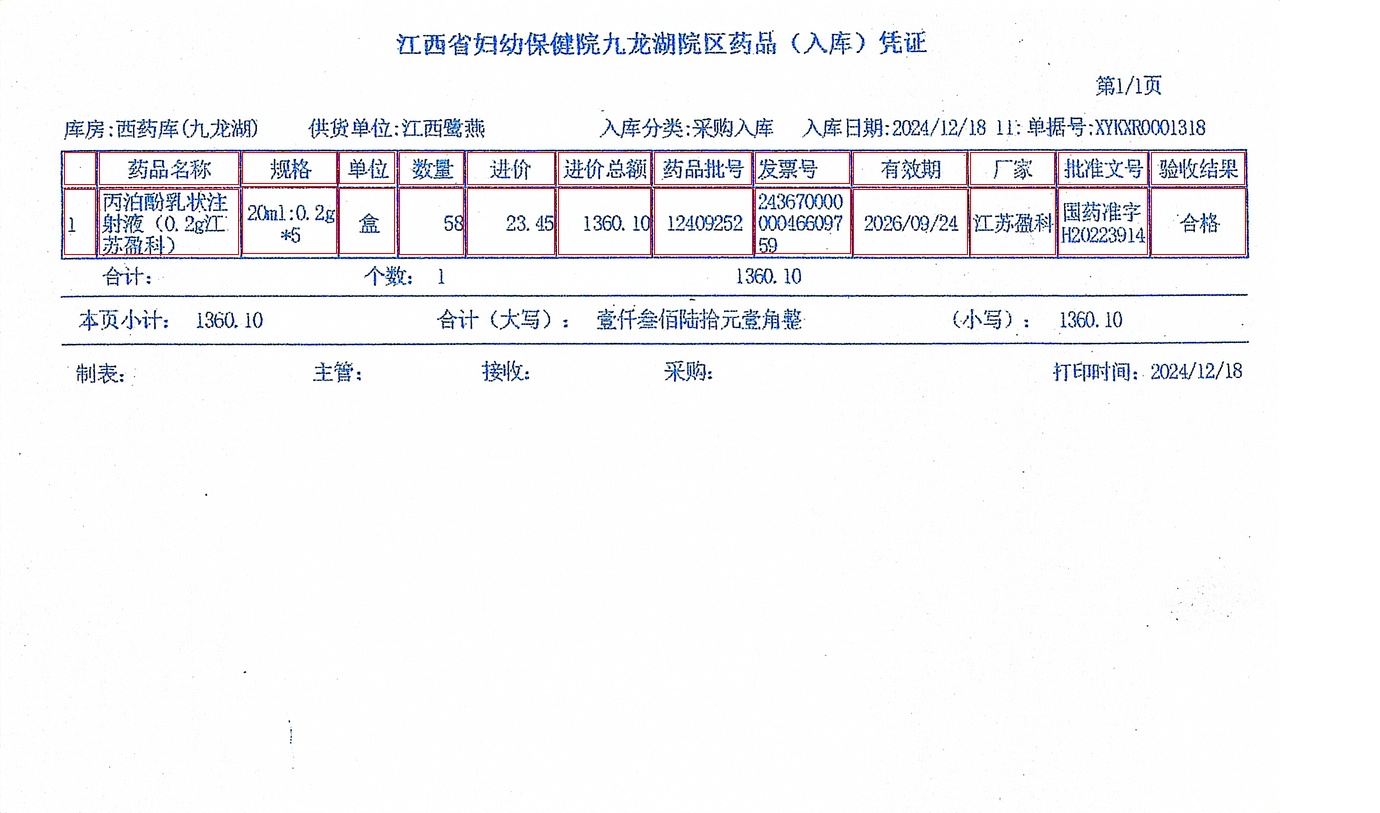 江西省妇幼保健院九龙湖院区药品（入库）凭证
第1/1页
库房:西药库(九龙湖) 供货单位:江西鹭燕 入库分类:采购入库 入库日期:2024/12/18 11: 单据号:XYKXR0001318
药品名称 规格 单位 数量 进价 进价总额 药品批号 发票号 有效期 厂家 批准文号 验收结果
1 丙泊酚乳状注射液（0.2g江苏盈科） 20ml:0.2g*5 盒 58 23.45 1360.10 12409252 24367000000046609759 2026/09/24 江苏盈科 国药准字H20223914 合格
合计： 个数： 1 1360.10
本页小计： 1360.10 合计（大写）： 壹仟叁佰陆拾元壹角整 （小写）： 1360.10
制表: 主管: 接收: 采购: 打印时间: 2024/12/18